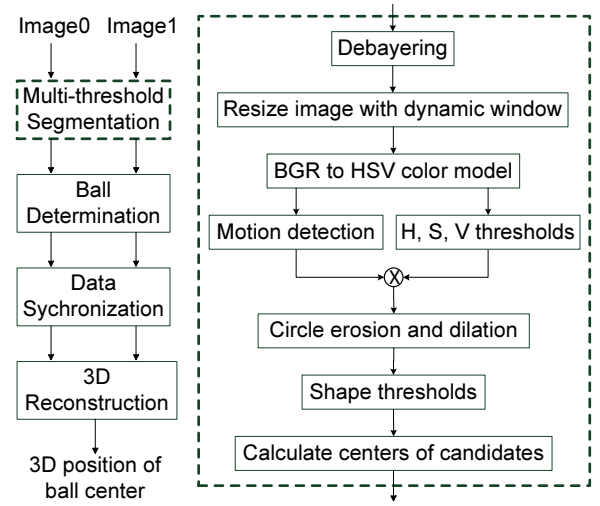 Image0 Image1
Multi-threshold
Segmentation
Ball
Determination
Data
Sychronization
3D
Reconstruction
3D position of
ball center
Debayering
Resize image with dynamic window
BGR to HSV color model
Motion detection
H, S, V thresholds
X
Circle erosion and dilation
Shape thresholds
Calculate centers of candidates